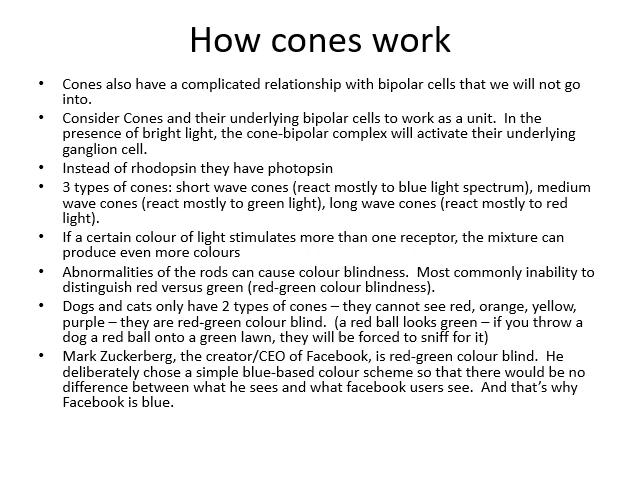 How cones work
• Cones also have a complicated relationship with bipolar cells that we will not go
into.
• Consider Cones and their underlying bipolar cells to work as a unit.  In the
presence of bright light, the cone-bipolar complex will activate their underlying
ganglion cell.
• Instead of rhodopsin they have photopsin
• 3 types of cones: short wave cones (react mostly to blue light spectrum), medium
wave cones (react mostly to green light), long wave cones (react mostly to red
light).
• If a certain colour of light stimulates more than one receptor, the mixture can
produce even more colours
• Abnormalities of the rods can cause colour blindness.  Most commonly inability to
distinguish red versus green (red-green colour blindness).
• Dogs and cats only have 2 types of cones – they cannot see red, orange, yellow,
purple – they are red-green colour blind.  (a red ball looks green – if you throw a
dog a red ball onto a green lawn, they will be forced to sniff for it)
• Mark Zuckerberg, the creator/CEO of Facebook, is red-green colour blind.  He
deliberately chose a simple blue-based colour scheme so that there would be no
difference between what he sees and what facebook users see.  And that's why
Facebook is blue.